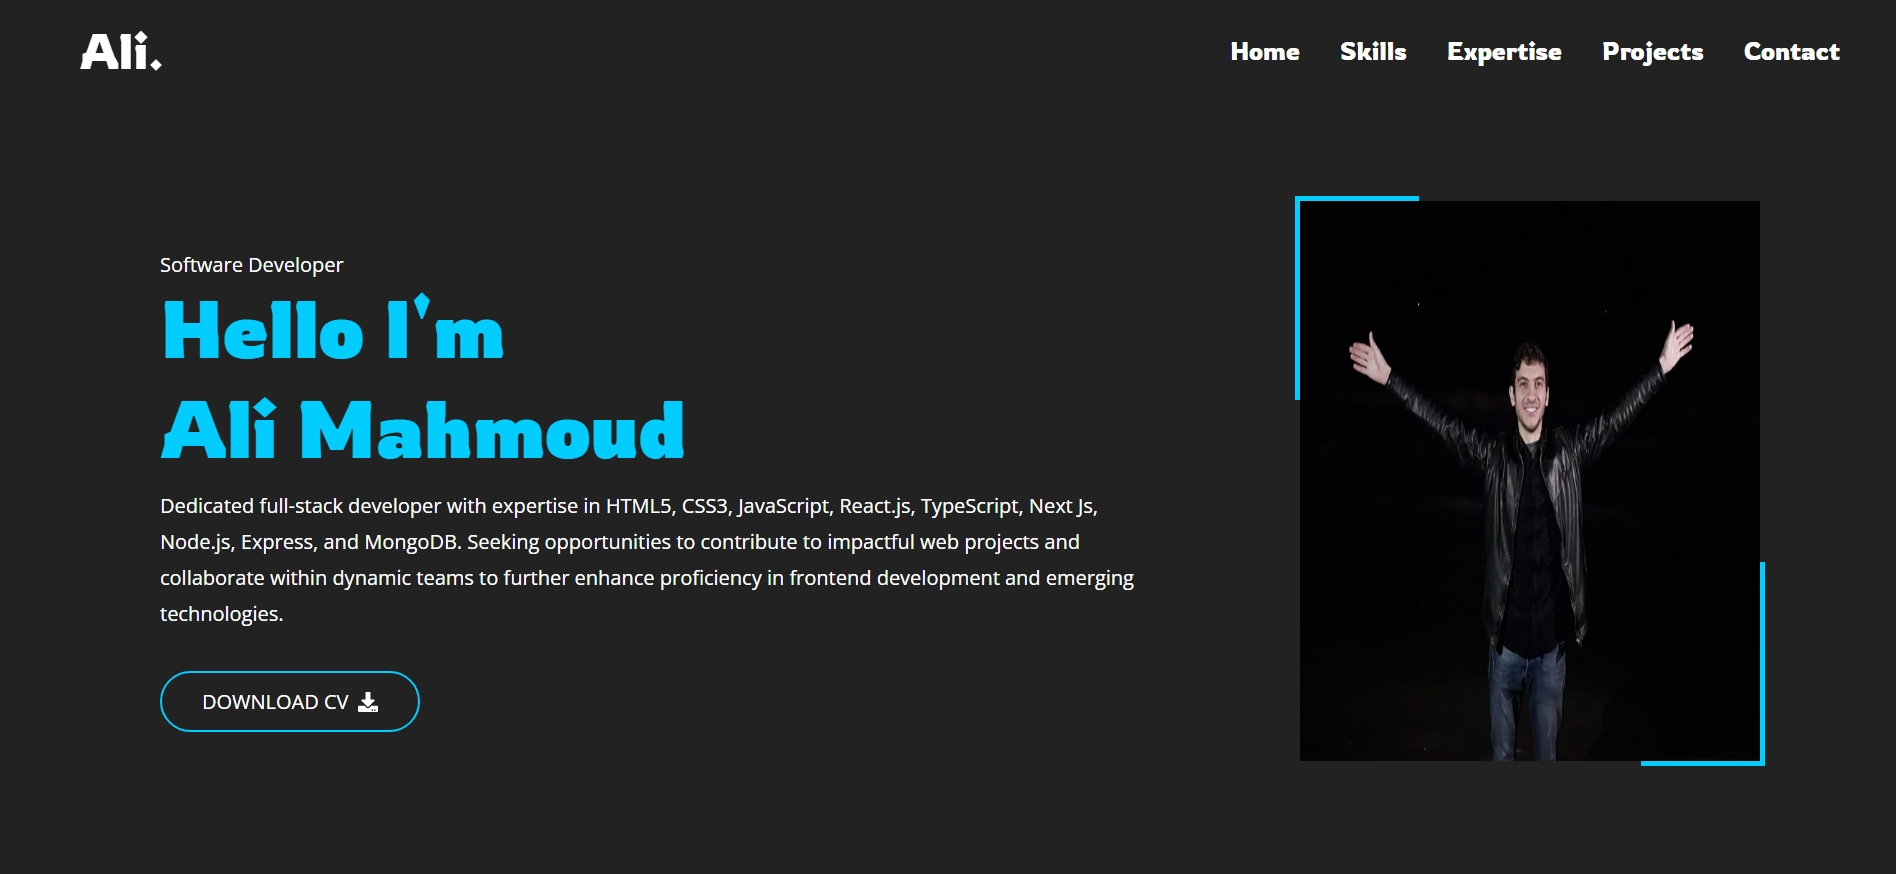 Ali.
Home Skills Expertise Projects Contact
Software Developer
Hello I'm
Ali Mahmoud
Dedicated full-stack developer with expertise in HTML5, CSS3, JavaScript, React.js, TypeScript, Next Js,
Node.js, Express, and MongoDB. Seeking opportunities to contribute to impactful web projects and
collaborate within dynamic teams to further enhance proficiency in frontend development and emerging
technologies.
DOWNLOAD CV